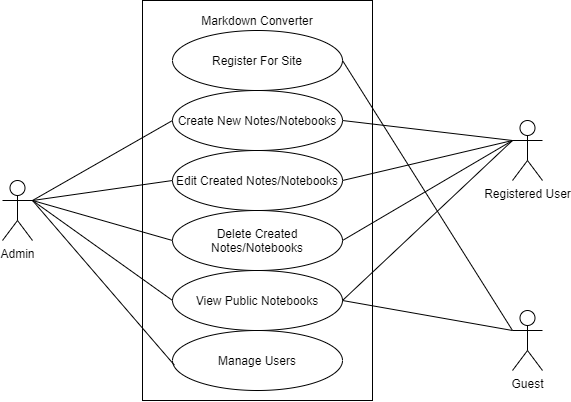 Markdown Converter
Register For Site
Create New Notes/Notebooks
Edit Created Notes/Notebooks
Delete Created
Notes/Notebooks
View Public Notebooks
Manage Users
Admin
Registered User
Guest